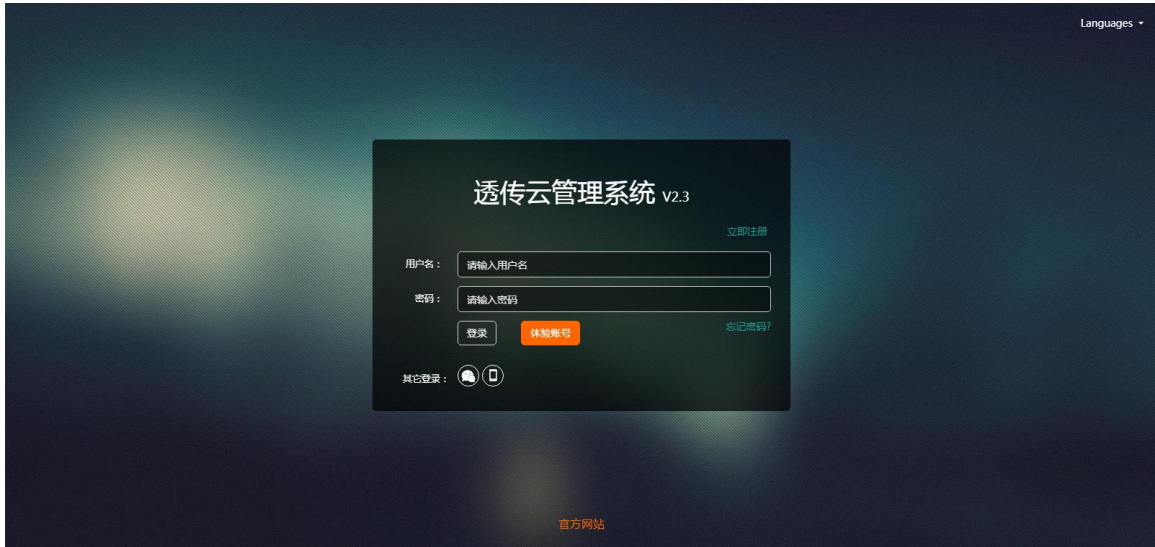 Languages
透传云管理系统 V2.3
立即注册
用户名： 请输入用户名
密码： 请输入密码
登录 体验账号 忘记密码?
其它登录：
官方网站